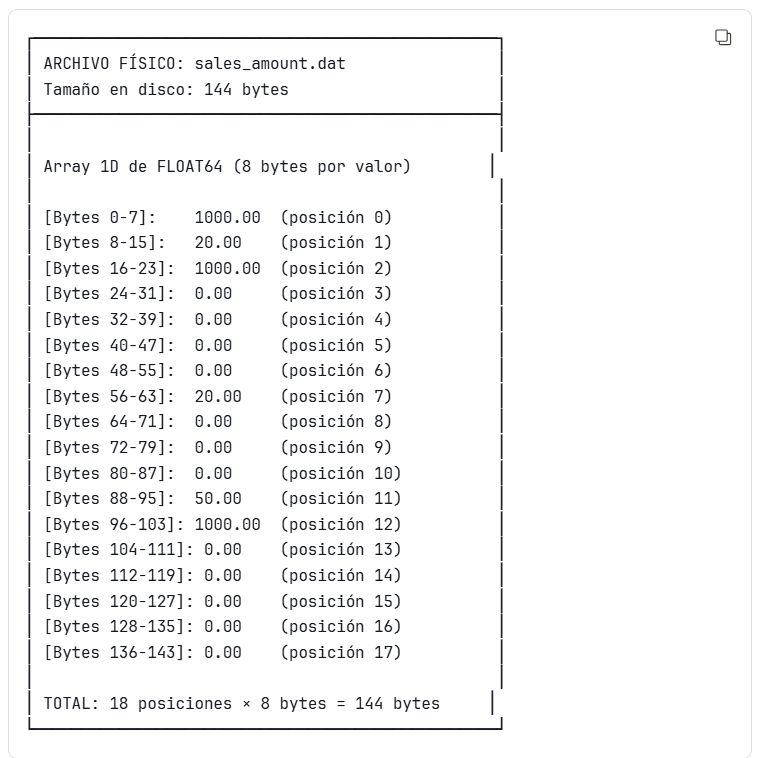 ARCHIVO FÍSICO: sales_amount.dat
Tamaño en disco: 144 bytes
Array 1D de FLOAT64 (8 bytes por valor)
[Bytes 0-7]:    1000.00  (posición 0)
[Bytes 8-15]:   20.00    (posición 1)
[Bytes 16-23]:  1000.00  (posición 2)
[Bytes 24-31]:  0.00     (posición 3)
[Bytes 32-39]:  0.00     (posición 4)
[Bytes 40-47]:  0.00     (posición 5)
[Bytes 48-55]:  0.00     (posición 6)
[Bytes 56-63]:  20.00    (posición 7)
[Bytes 64-71]:  0.00     (posición 8)
[Bytes 72-79]:  0.00     (posición 9)
[Bytes 80-87]:  0.00     (posición 10)
[Bytes 88-95]:  50.00    (posición 11)
[Bytes 96-103]: 1000.00  (posición 12)
[Bytes 104-111]: 0.00    (posición 13)
[Bytes 112-119]: 0.00    (posición 14)
[Bytes 120-127]: 0.00    (posición 15)
[Bytes 128-135]: 0.00    (posición 16)
[Bytes 136-143]: 0.00    (posición 17)
TOTAL: 18 posiciones × 8 bytes = 144 bytes